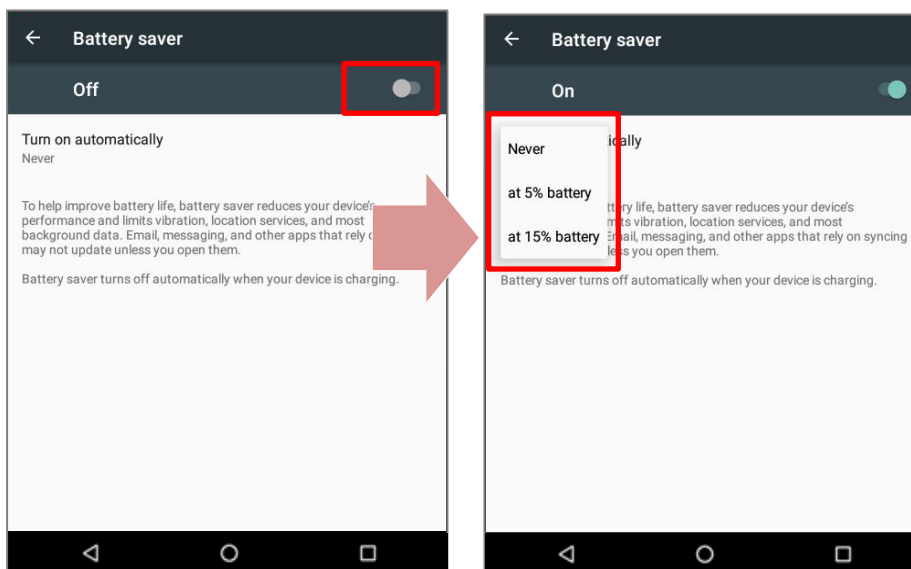 Battery saver
Off
Turn on automatically
Never
To help improve battery life, battery saver reduces your device's
performance and limits vibration, location services, and most
background data. Email, messaging, and other apps that rely
may not update unless you open them.
Battery saver turns off automatically when your device is charging.
Battery saver
On
ically
Never
at 5% battery
at 15% battery
ttery life, battery saver reduces your device's
mits vibration, location services, and most
Email, messaging, and other apps that rely on syncing
less you open them.
Battery saver turns off automatically when your device is charging.